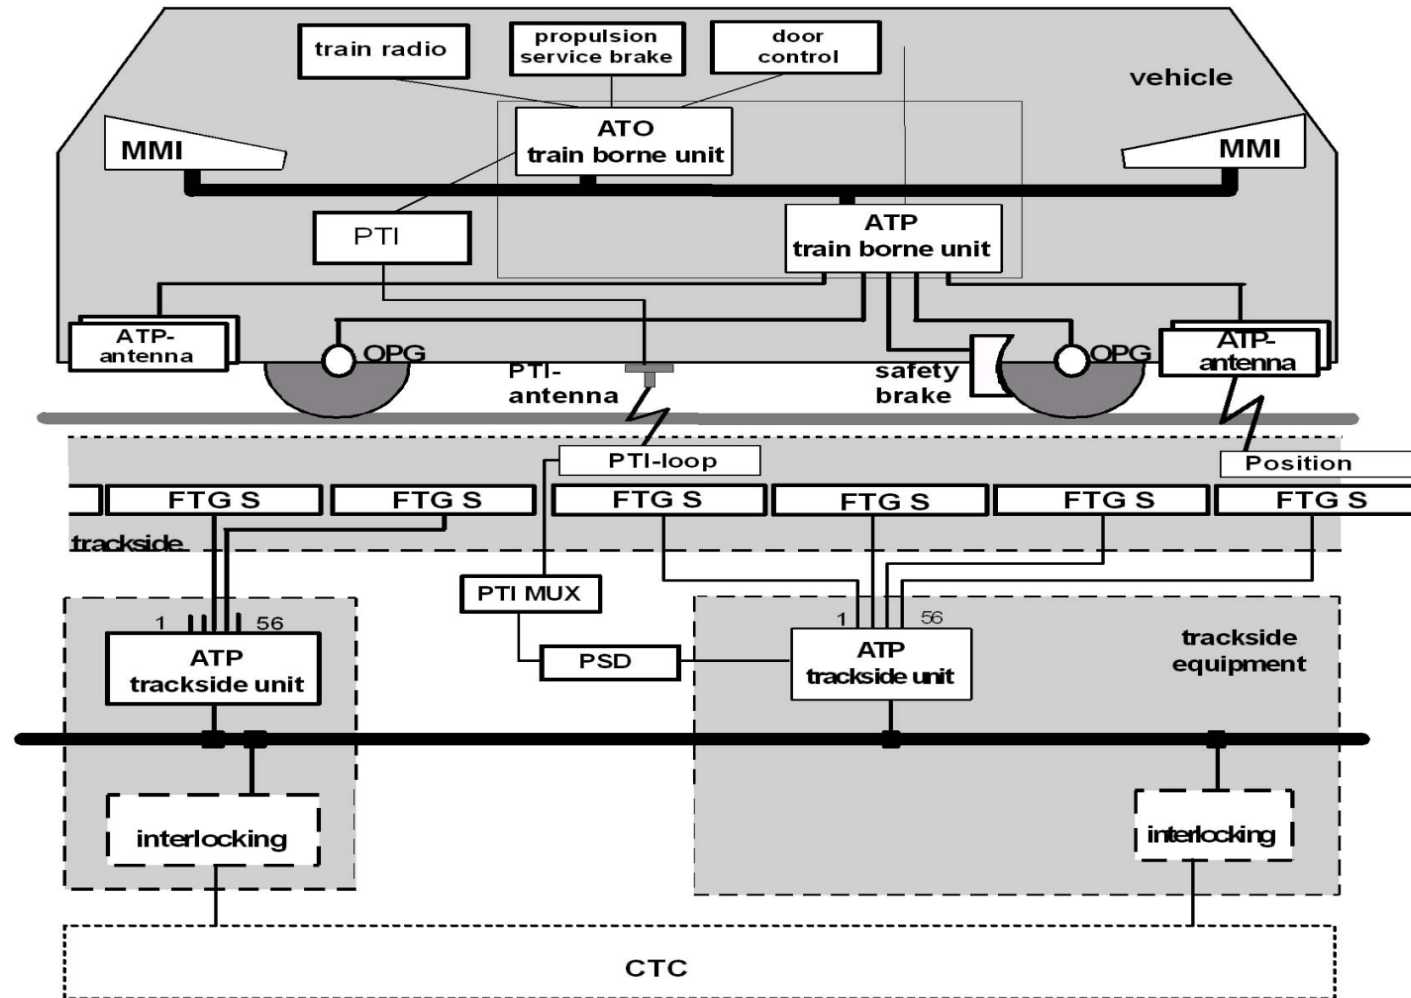 train radio
propulsion
service brake
door
control
vehicle
ATO
train borne unit
MMI
MMI
PTI
ATP
train borne unit
ATP-
antenna
OPG
PTI-
antenna
safety
brake
OPG
ATP-
antenna
PTI-loop
Position
FTG S
FTG S
FTG S
FTG S
FTG S
FTG S
trackside
PTI MUX
1
56
ATP
trackside unit
PSD
1
56
ATP
trackside unit
trackside
equipment
interlocking
interlocking
CTC